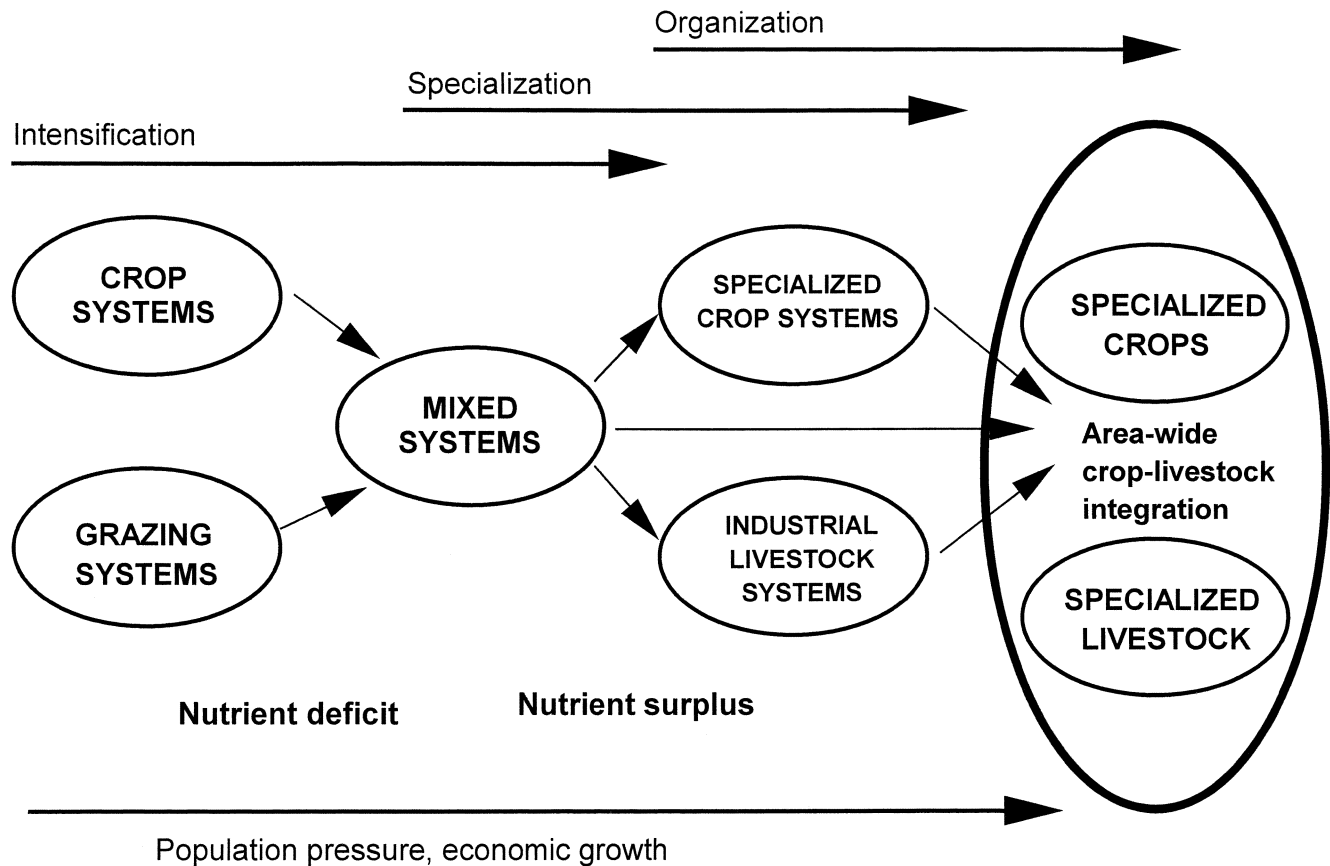 Organization
Specialization
Intensification
CROP
SYSTEMS
SPECIALIZED
CROP SYSTEMS
SPECIALIZED
CROPS
MIXED
SYSTEMS
Area-wide
crop-livestock
integration
GRAZING
SYSTEMS
INDUSTRIAL
LIVESTOCK
SYSTEMS
SPECIALIZED
LIVESTOCK
Nutrient deficit
Nutrient surplus
Population pressure, economic growth